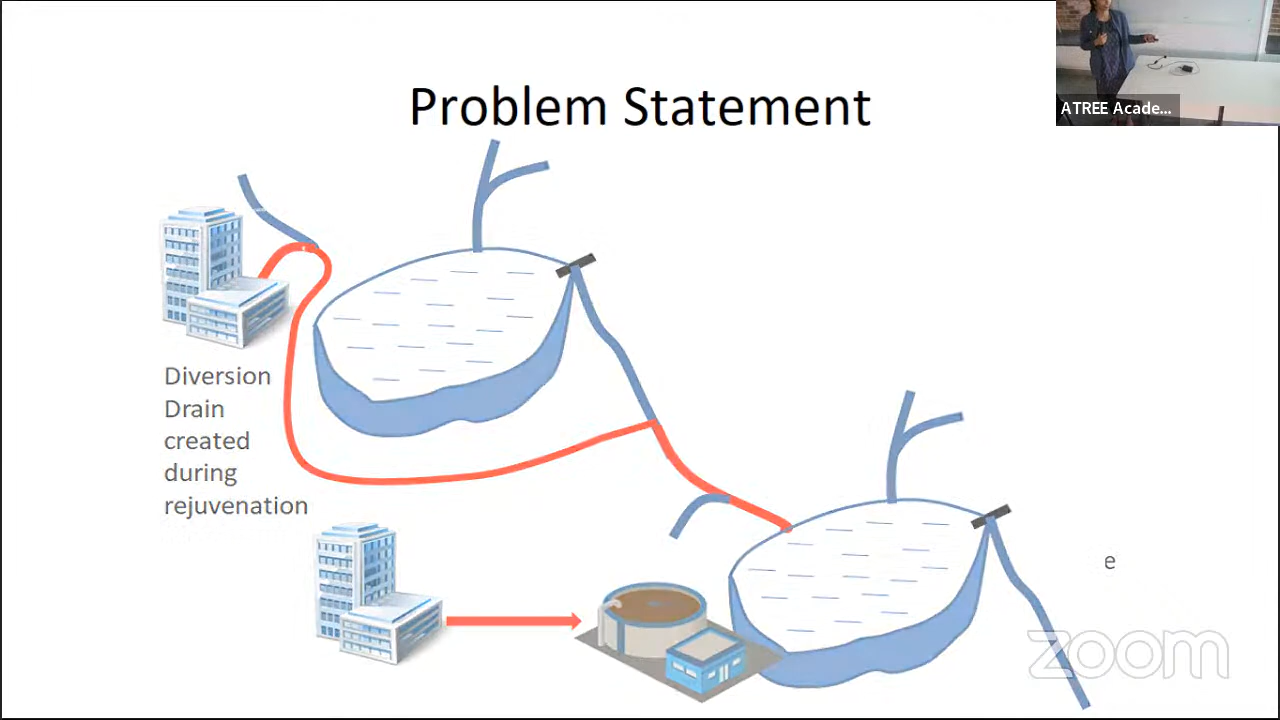 Problem Statement
ATREE Acade...
Diversion
Drain
created
during
rejuvenation
e
zoom